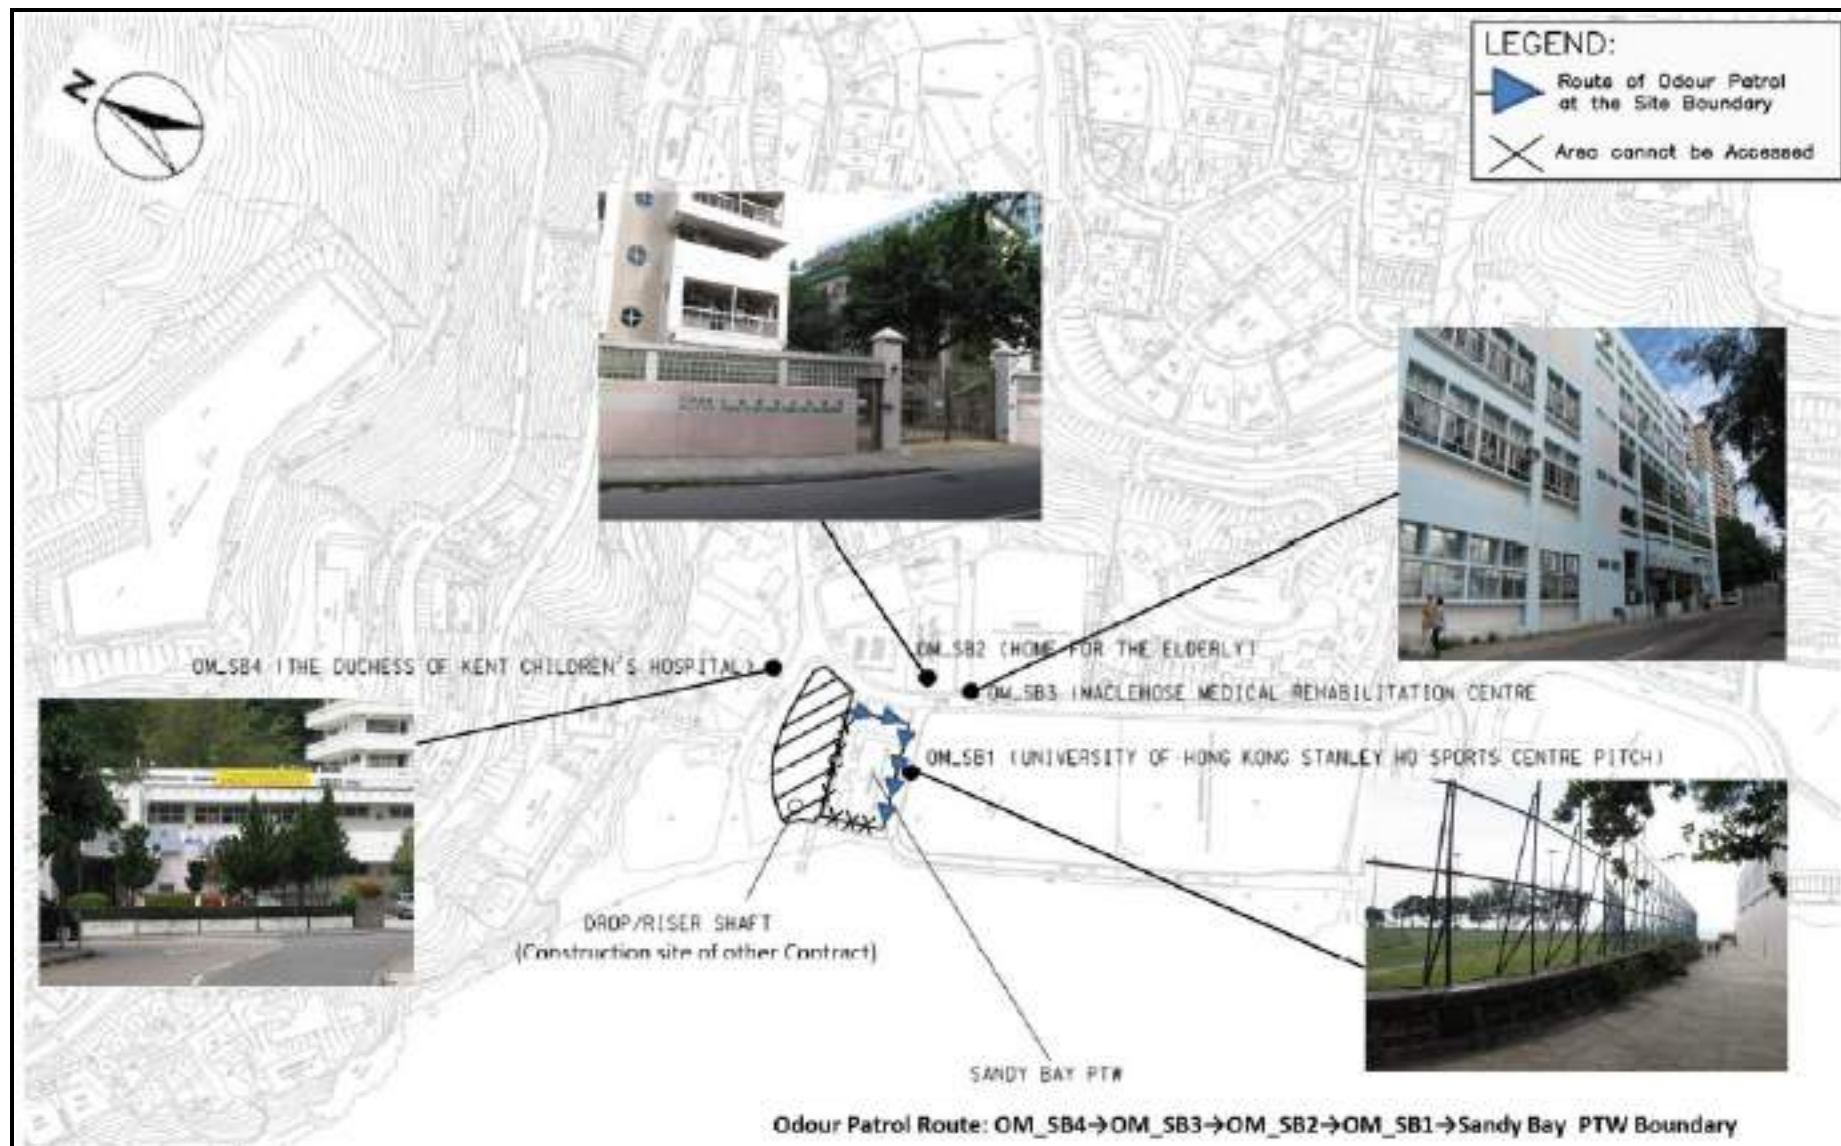 LEGEND:
Route of Odour Patrol
at the Site Boundary
Area cannot be Accessed
N
OM_SB2 (HOME FOR THE ELDERLY)
OM_SB4 (THE DUCHESS OF KENT CHILDREN'S HOSPITAL)
OM_SB3 (MACLEHOSE MEDICAL REHABILITATION CENTRE
OM_SB1 (UNIVERSITY OF HONG KONG STANLEY HO SPORTS CENTRE PITCH)
DROP/RISER SHAFT
(Construction site of other Contract)
SANDY BAY PTW
Odour Patrol Route: OM_SB4→OM_SB3→OM_SB2→OM_SB1→Sandy Bay PTW Boundary